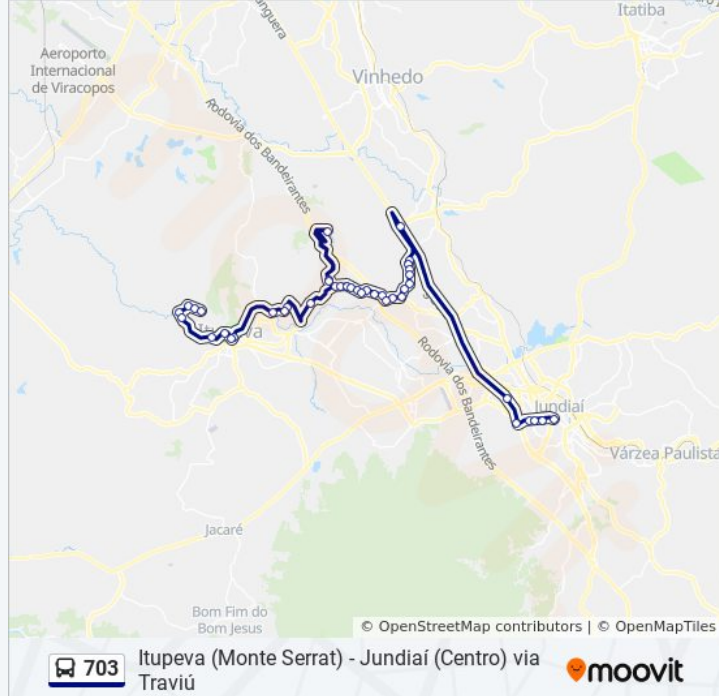 Itatiba
Aeroporto
Internacional
de Viracopos
Vinhedo
Rodovia dos Bandeirantes
Rodovia dos Bandeirantes
Jundiaí
Várzea Paulista
Jacaré
Bom Fim do
Bom Jesus
© OpenStreetMap contributors | © OpenMapTiles
703
Itupeva (Monte Serrat) - Jundiaí (Centro) via
Traviú
moovit